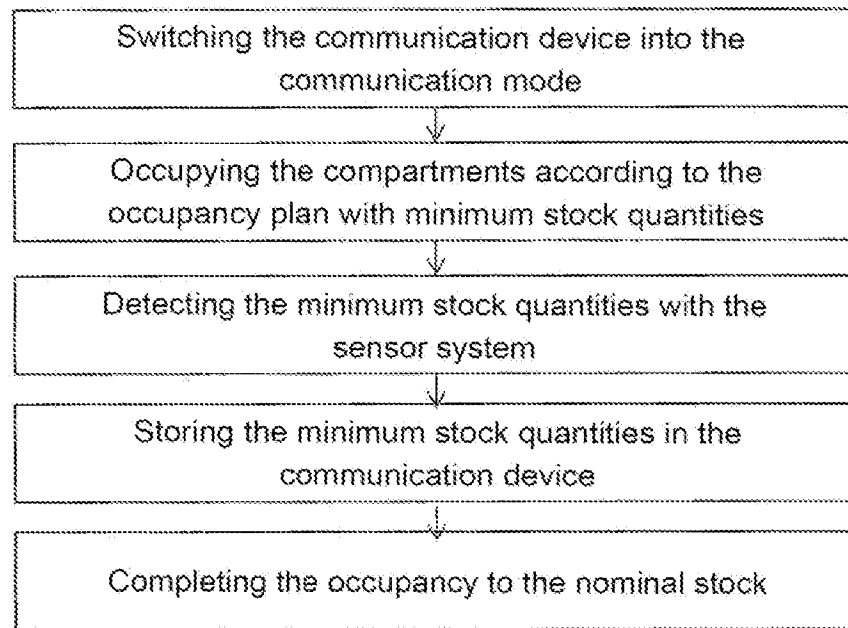 Switching the communication device into the
communication mode
Occupying the compartments according to the
occupancy plan with minimum stock quantities
Detecting the minimum stock quantities with the
sensor system
Storing the minimum stock quantities in the
communication device
Completing the occupancy to the nominal stock